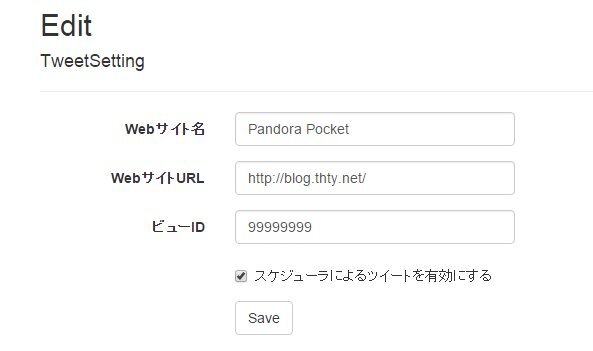 Edit
TweetSetting
Webサイト名
Pandora Pocket
WebサイトURL
http://blog.thty.net/
ビューID
99999999
スケジューラによるツイートを有効にする
Save